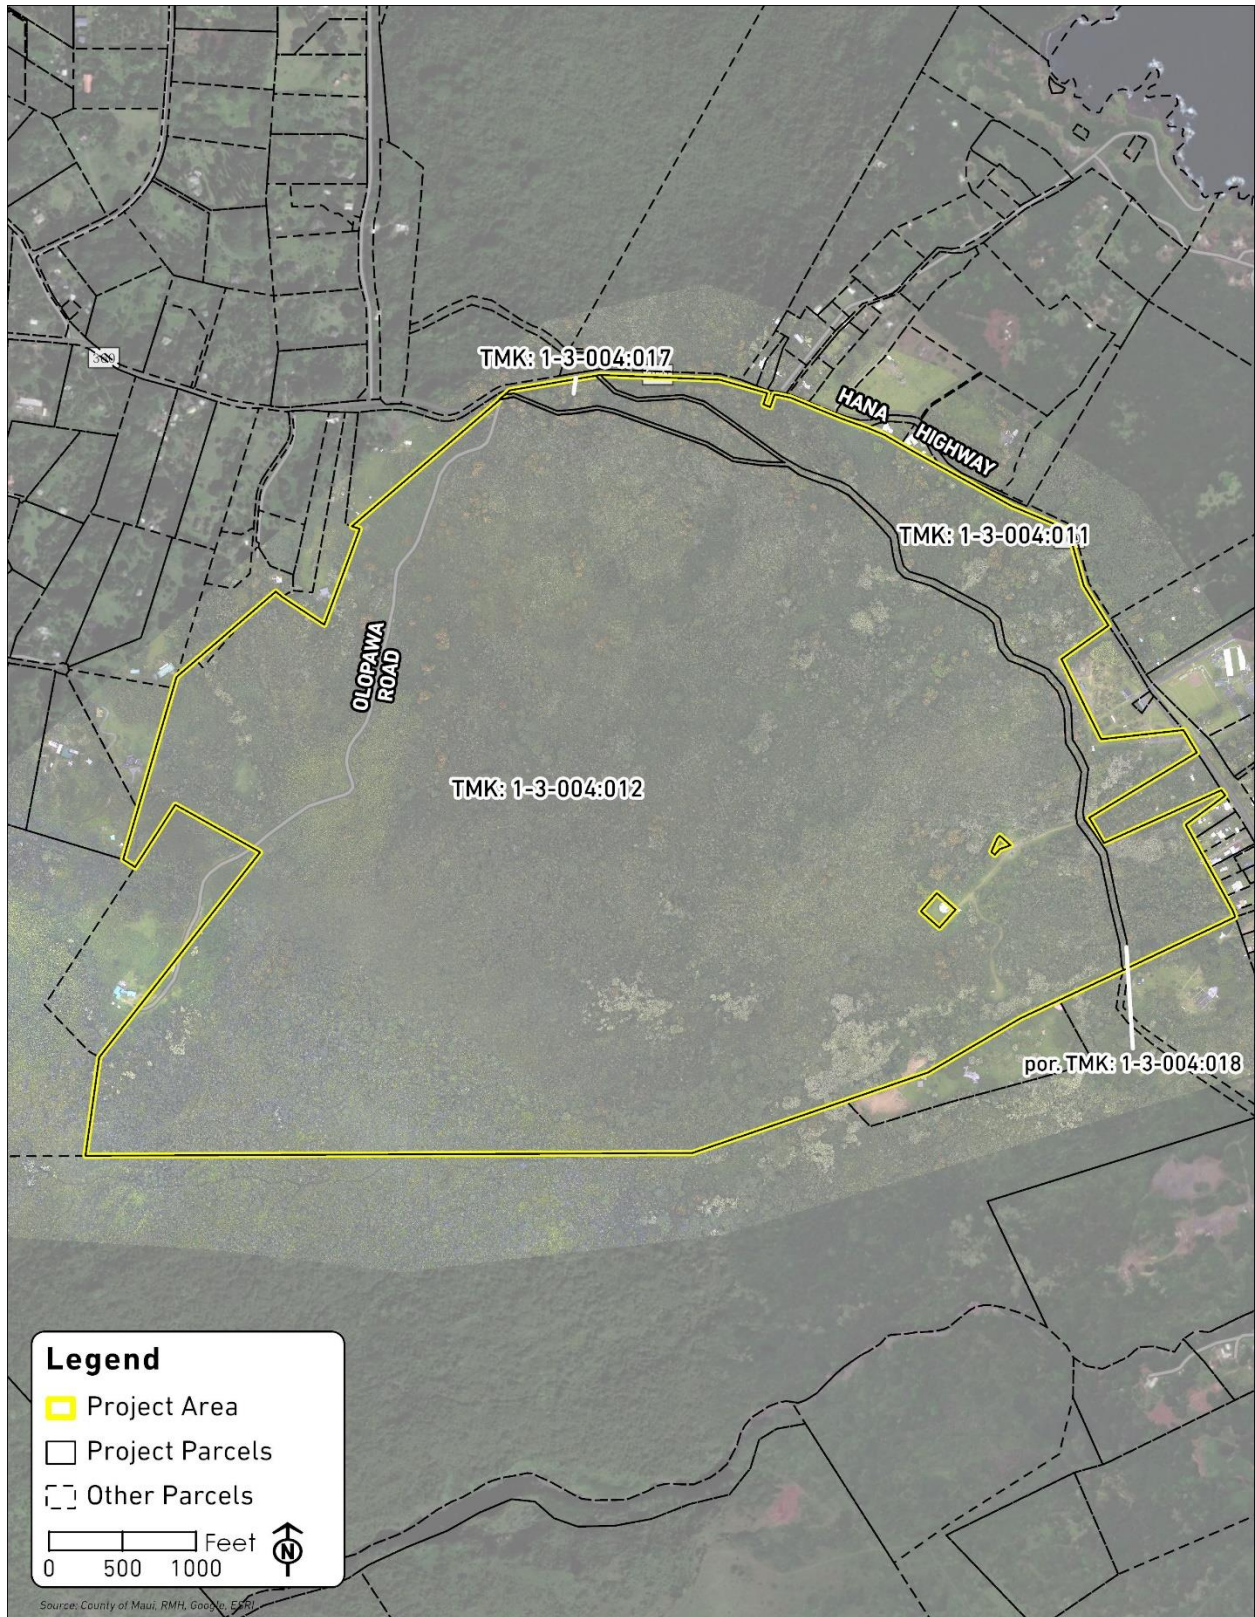 TMK: 1-3-004:017
360
HANA
HIGHWAY
TMK: 1-3-004:011
OLOPAWA
ROAD
TMK: 1-3-004:012
por. TMK: 1-3-004:018
Legend
Project Area
Project Parcels
Other Parcels
Feet
N
0 500 1000
Source: County of Maui, RMH, Google, ESRI